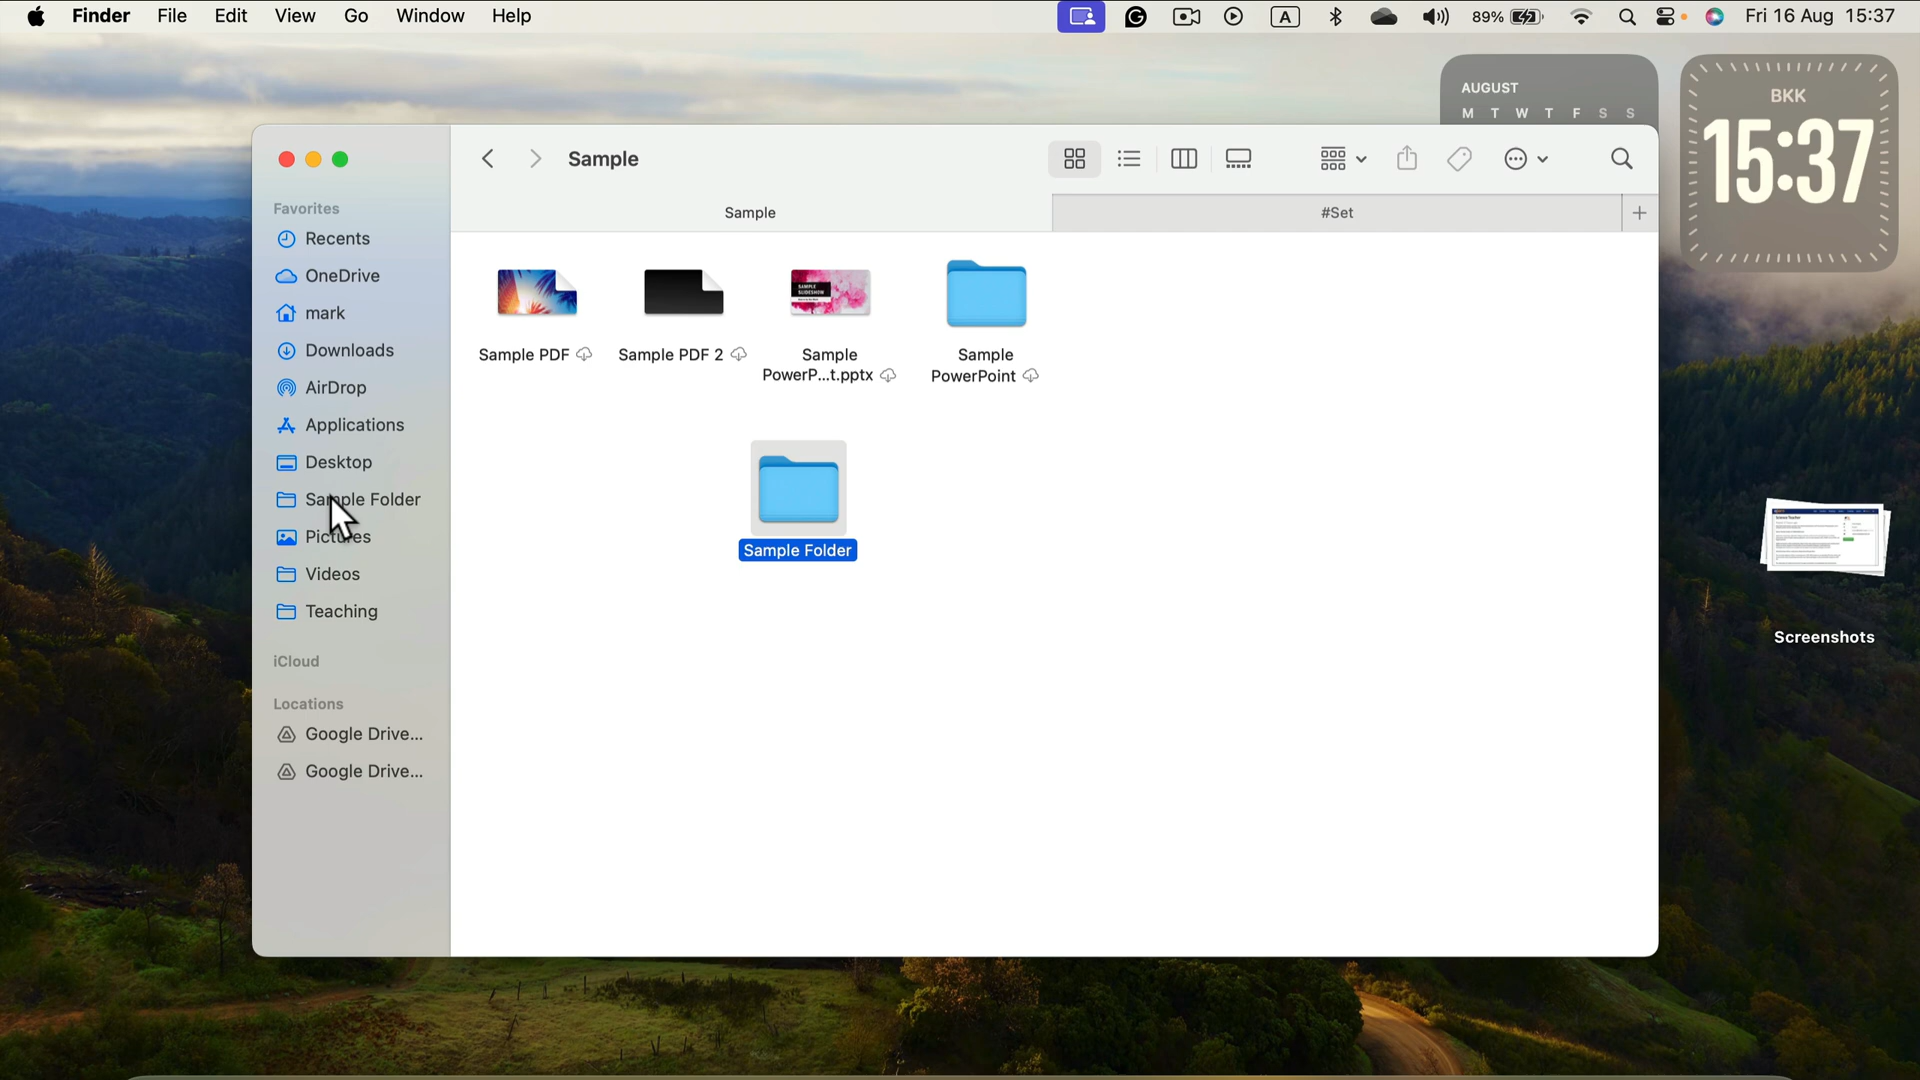 Finder File Edit View Go Window Help
A 89% Fri 16 Aug 15:37
AUGUST
M T W T F S S
BKK
15:37
Sample
Sample #Set
Favorites
Recents
OneDrive
mark
Downloads
AirDrop
Applications
Desktop
Sample Folder
Pictures
Videos
Teaching
iCloud
Locations
Google Drive...
Google Drive...
SAMPLE
SLIDESHOW
Sample PDF
Sample PDF 2
Sample
PowerP...t.pptx
Sample
PowerPoint
Sample Folder
Screenshots